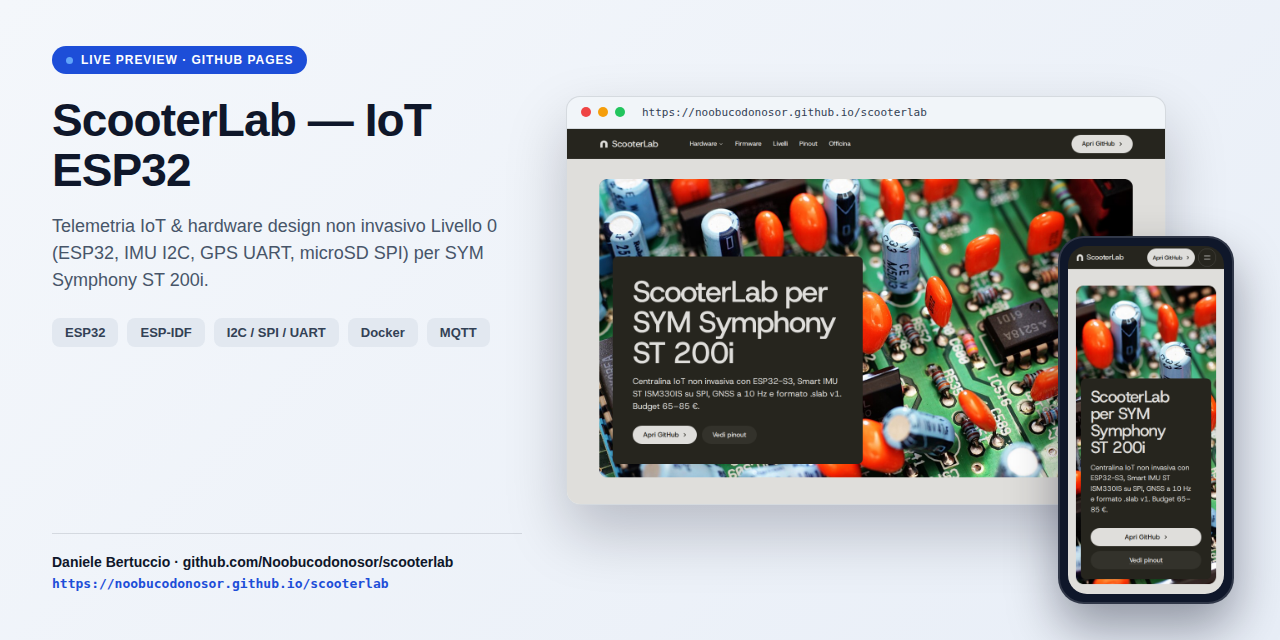 LIVE PREVIEW · GITHUB PAGES
ScooterLab — IoT
ESP32
Telemetria IoT & hardware design non invasivo Livello 0
(ESP32, IMU I2C, GPS UART, microSD SPI) per SYM
Symphony ST 200i.
ESP32
ESP-IDF
I2C / SPI / UART
Docker
MQTT
Daniele Bertuccio · github.com/Noobucodonosor/scooterlab
https://noobucodonosor.github.io/scooterlab
https://noobucodonosor.github.io/scooterlab
ScooterLab
Hardware
Firmware
Livelli
Pinout
Officina
Apri GitHub
ScooterLab per
SYM Symphony
ST 200i
Centralina IoT non invasiva con ESP32-S3, Smart IMU
ST ISM330IS su SPI, GNSS a 10 Hz e formato .slab v1.
Budget 65–85 €.
Apri GitHub
Vedi pinout
ScooterLab
Apri GitHub
ScooterLab
per SYM
Symphony
ST 200i
Centralina IoT non invasiva con
ESP32-S3, Smart IMU ST
ISM330IS su SPI, GNSS a 10 Hz
e formato .slab v1. Budget 65–
85 €.
Apri GitHub
Vedi pinout